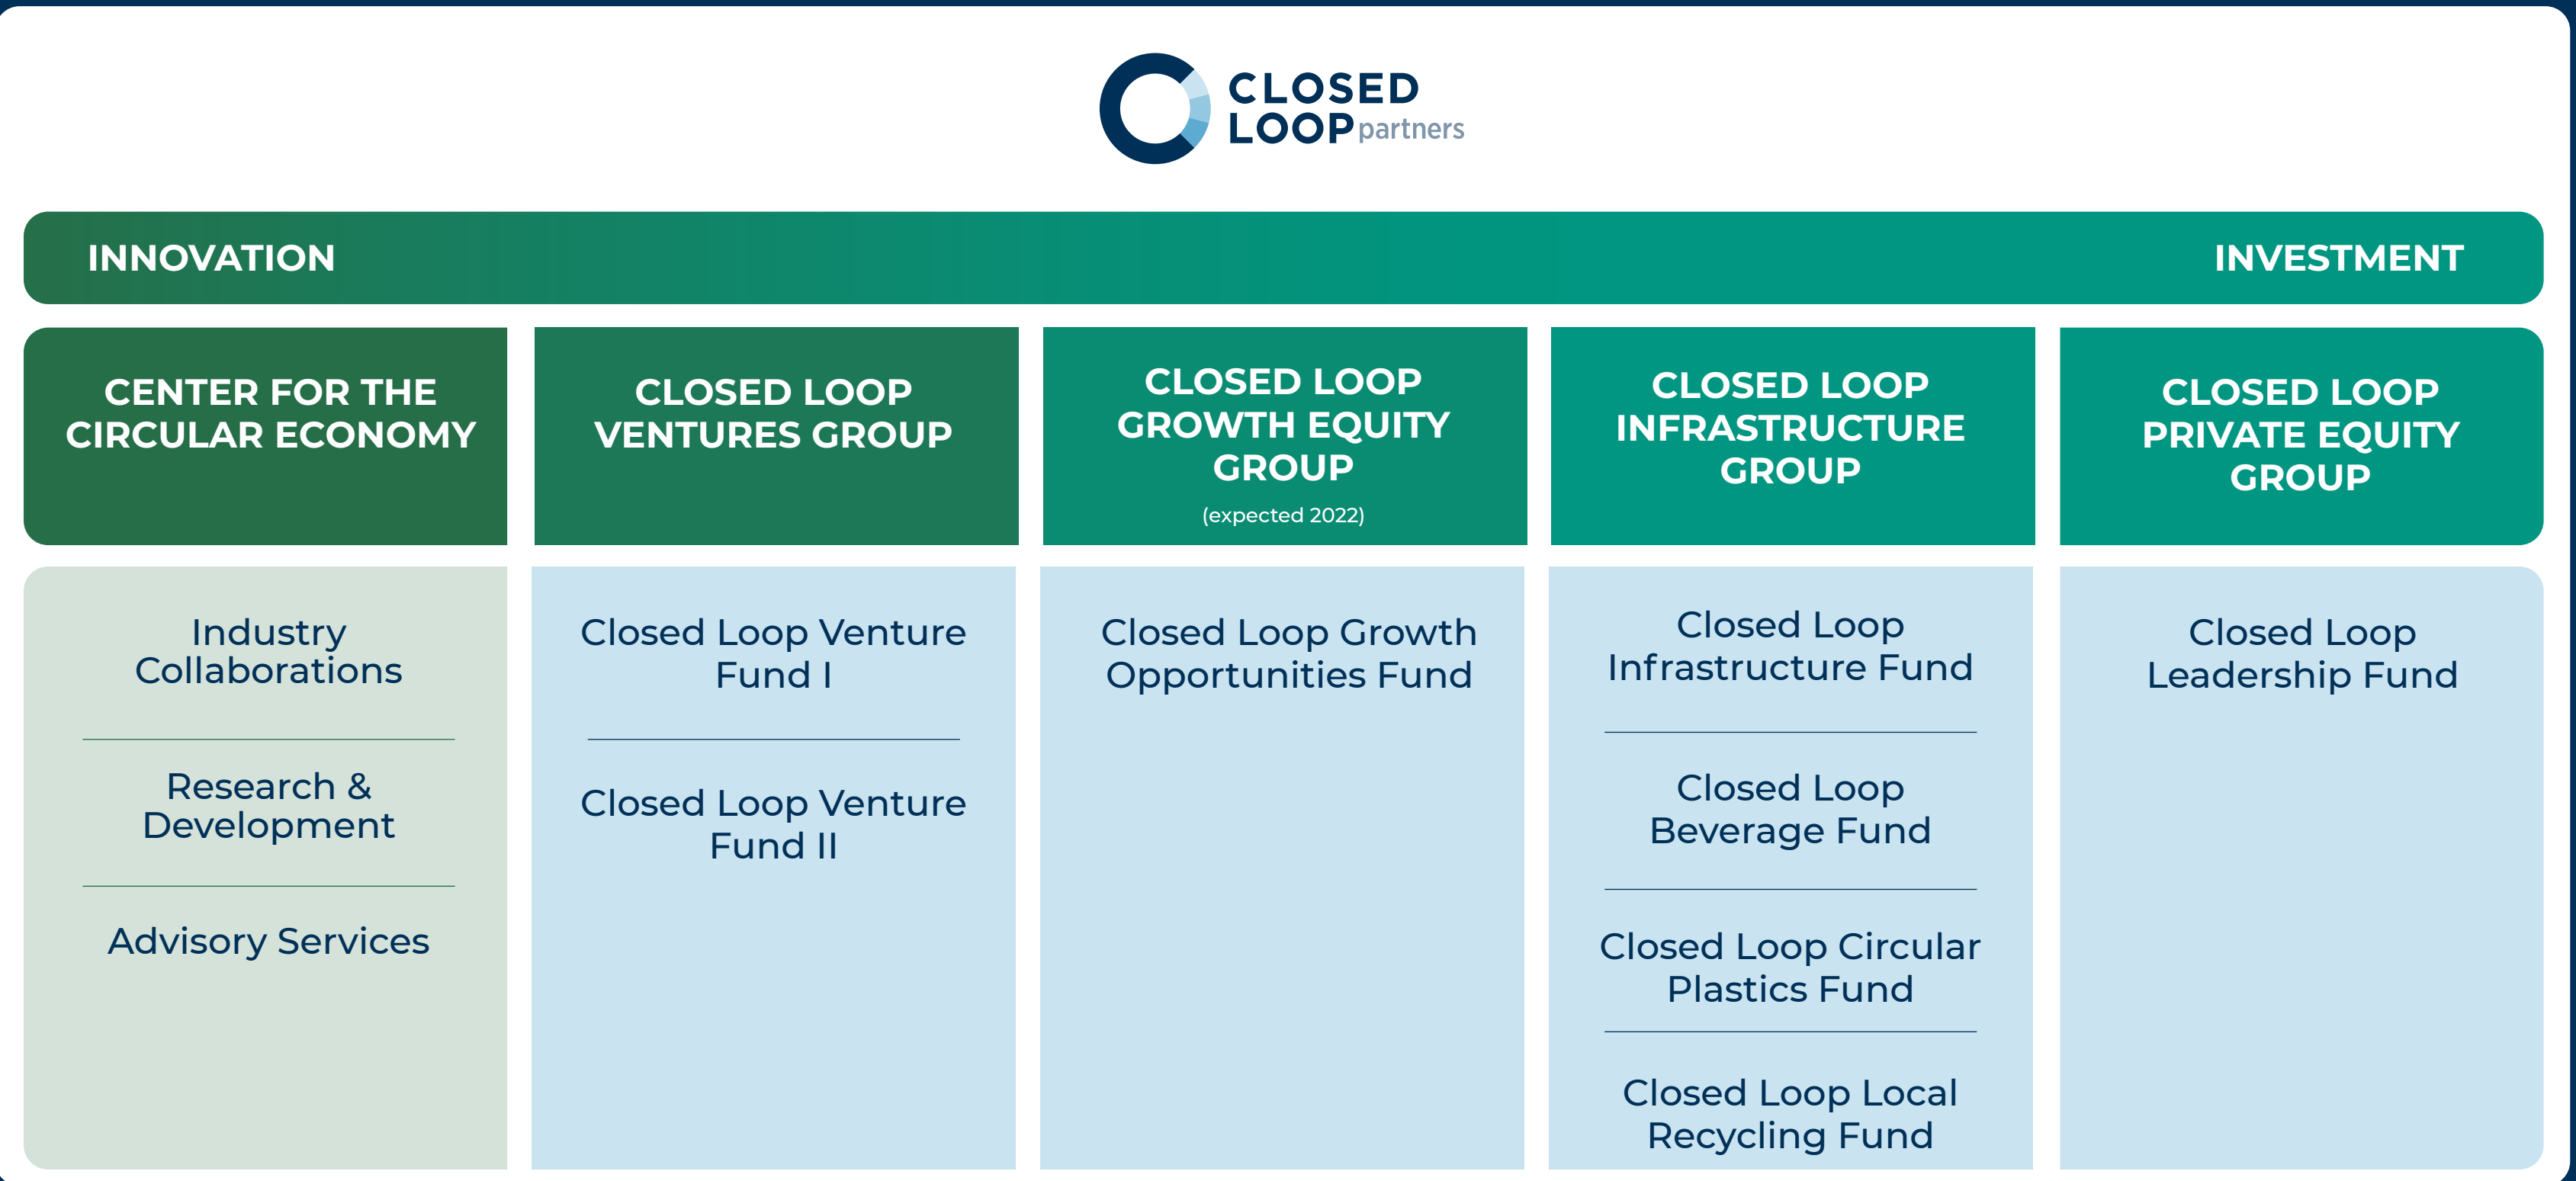 CLOSED
LOOP partners
INNOVATION
INVESTMENT
CENTER FOR THE
CIRCULAR ECONOMY
Industry
Collaborations
Research &
Development
Advisory Services
CLOSED LOOP
VENTURES GROUP
Closed Loop Venture
Fund I
Closed Loop Venture
Fund II
CLOSED LOOP
GROWTH EQUITY
GROUP
(expected 2022)
Closed Loop Growth
Opportunities Fund
CLOSED LOOP
INFRASTRUCTURE
GROUP
Closed Loop
Infrastructure Fund
Closed Loop
Beverage Fund
Closed Loop Circular
Plastics Fund
Closed Loop Local
Recycling Fund
CLOSED LOOP
PRIVATE EQUITY
GROUP
Closed Loop
Leadership Fund